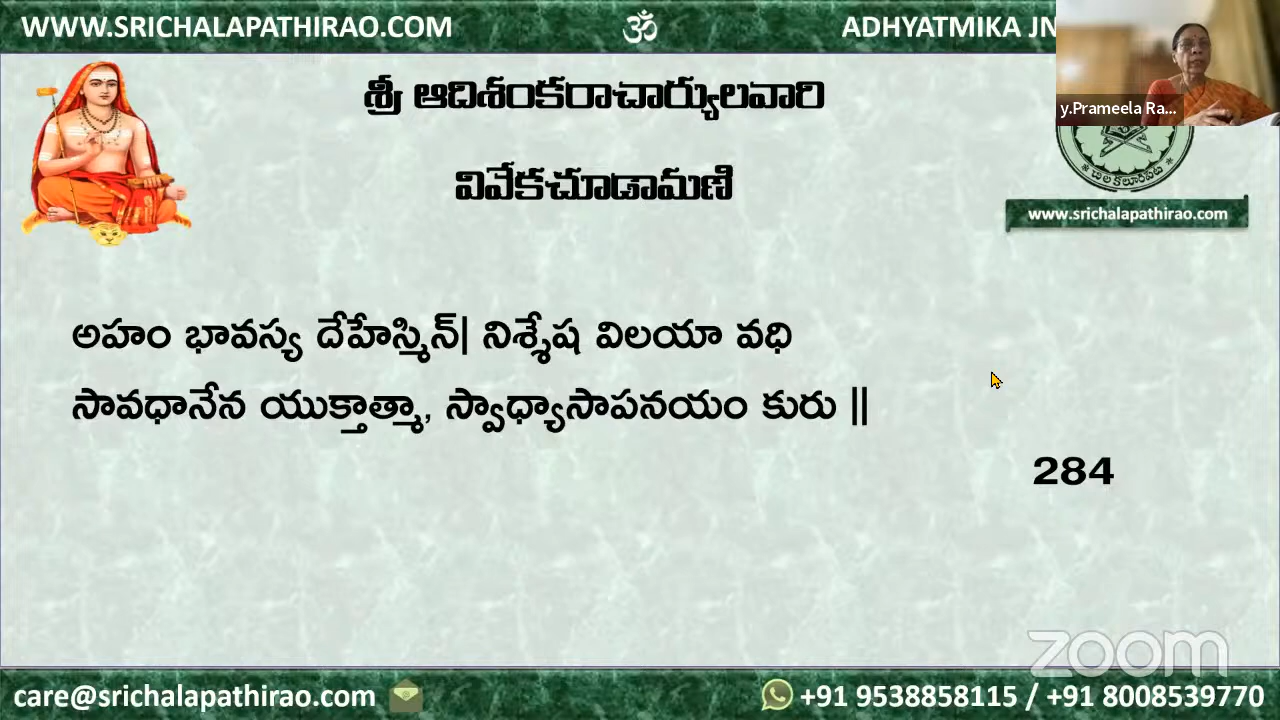 WWW.SRICHALAPATHIRAO.COM
ॐ
ADHYATMIKA JN
y.Prameela Ra...
శ్రీ ఆదిశంకరాచార్యులవారి
వివేకచూడామణి
www.srichalapathirao.com
అహం భావస్య దేహేస్మిన్| నిశ్శేష విలయా వధి
సావధానేన యుక్తాత్మా, స్వాధ్యాసాపనయం కురు ||
284
zoom
care@srichalapathirao.com
+91 9538858115 / +91 8008539770